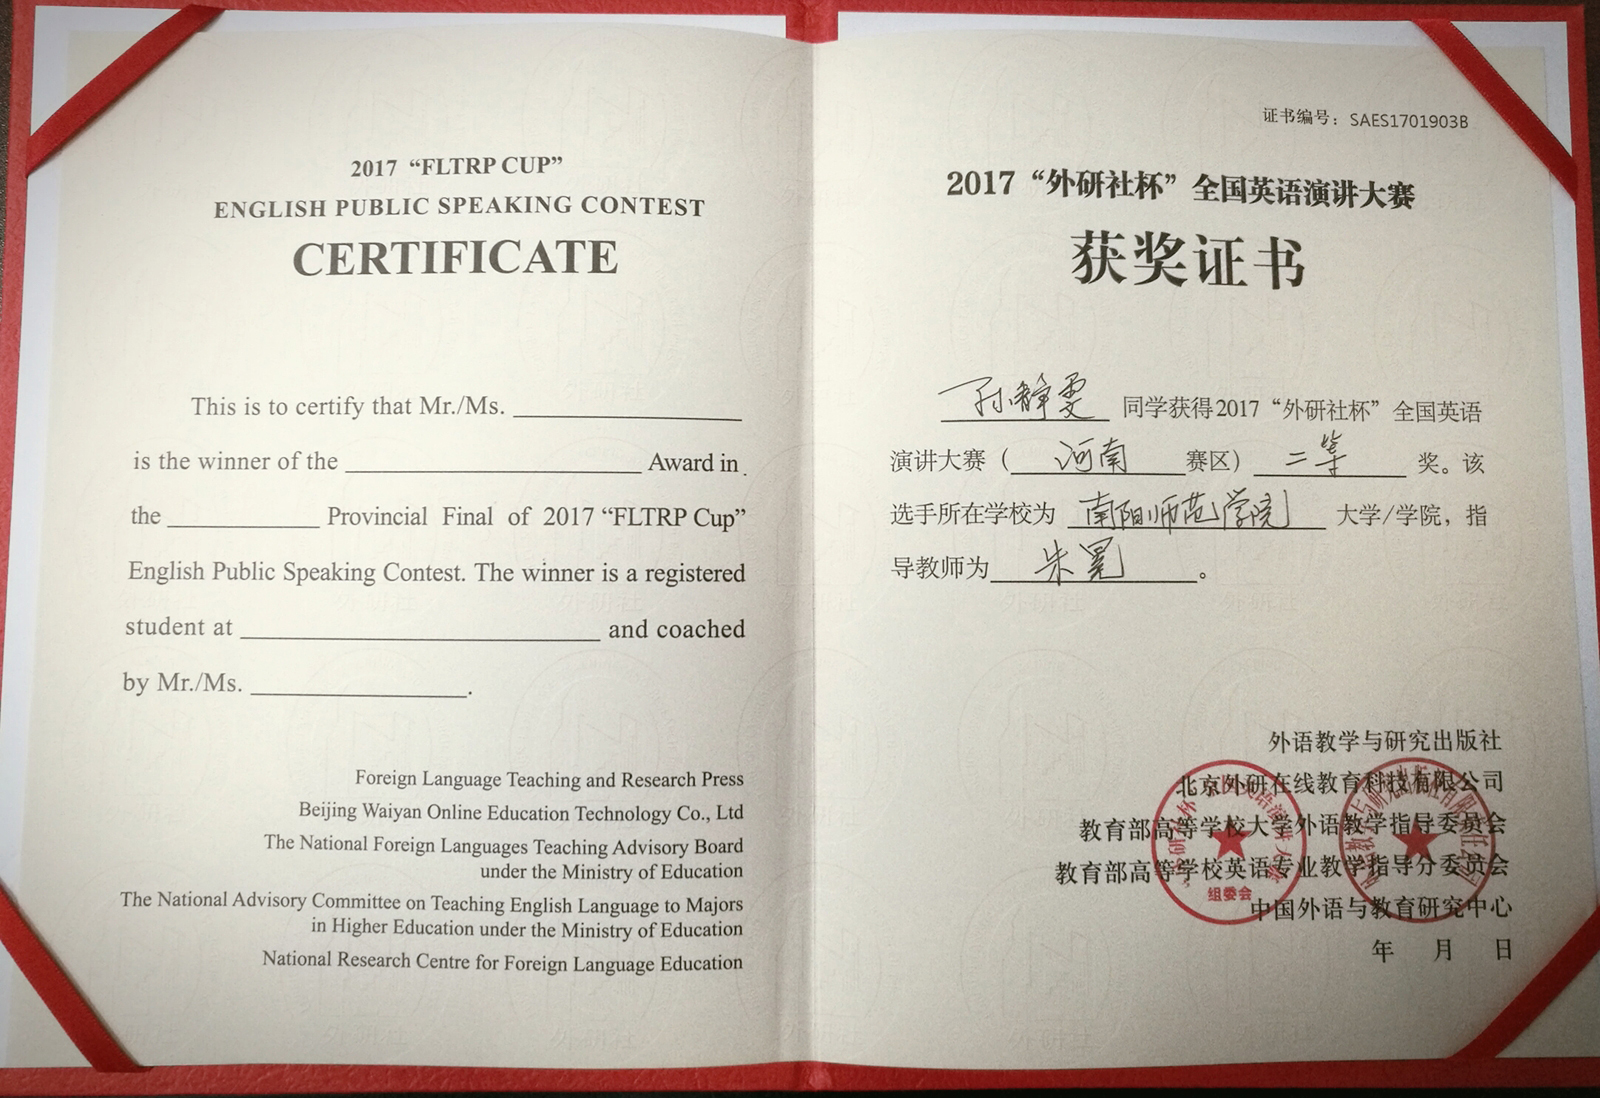 2017 “FLTRP CUP”
ENGLISH PUBLIC SPEAKING CONTEST
CERTIFICATE
This is to certify that Mr./Ms.
is the winner of the Award in
the Provincial Final of 2017 “FLTRP Cup”
English Public Speaking Contest. The winner is a registered
student at and coached
by Mr./Ms. .
Foreign Language Teaching and Research Press
Beijing Waiyan Online Education Technology Co., Ltd
The National Foreign Languages Teaching Advisory Board
under the Ministry of Education
The National Advisory Committee on Teaching English Language to Majors
in Higher Education under the Ministry of Education
National Research Centre for Foreign Language Education
证书编号：SAES1701903B
2017“外研社杯”全国英语演讲大赛
获奖证书
孙静雯 同学获得2017“外研社杯”全国英语
演讲大赛（河南赛区）二等 奖。该
选手所在学校为 南阳师范学院 大学/学院，指
导教师为 朱冕 。
外语教学与研究出版社
北京外研在线教育科技有限公司
教育部高等学校大学外语教学指导委员会
教育部高等学校英语专业教学指导分委员会
中国外语与教育研究中心
年 月 日
组委会